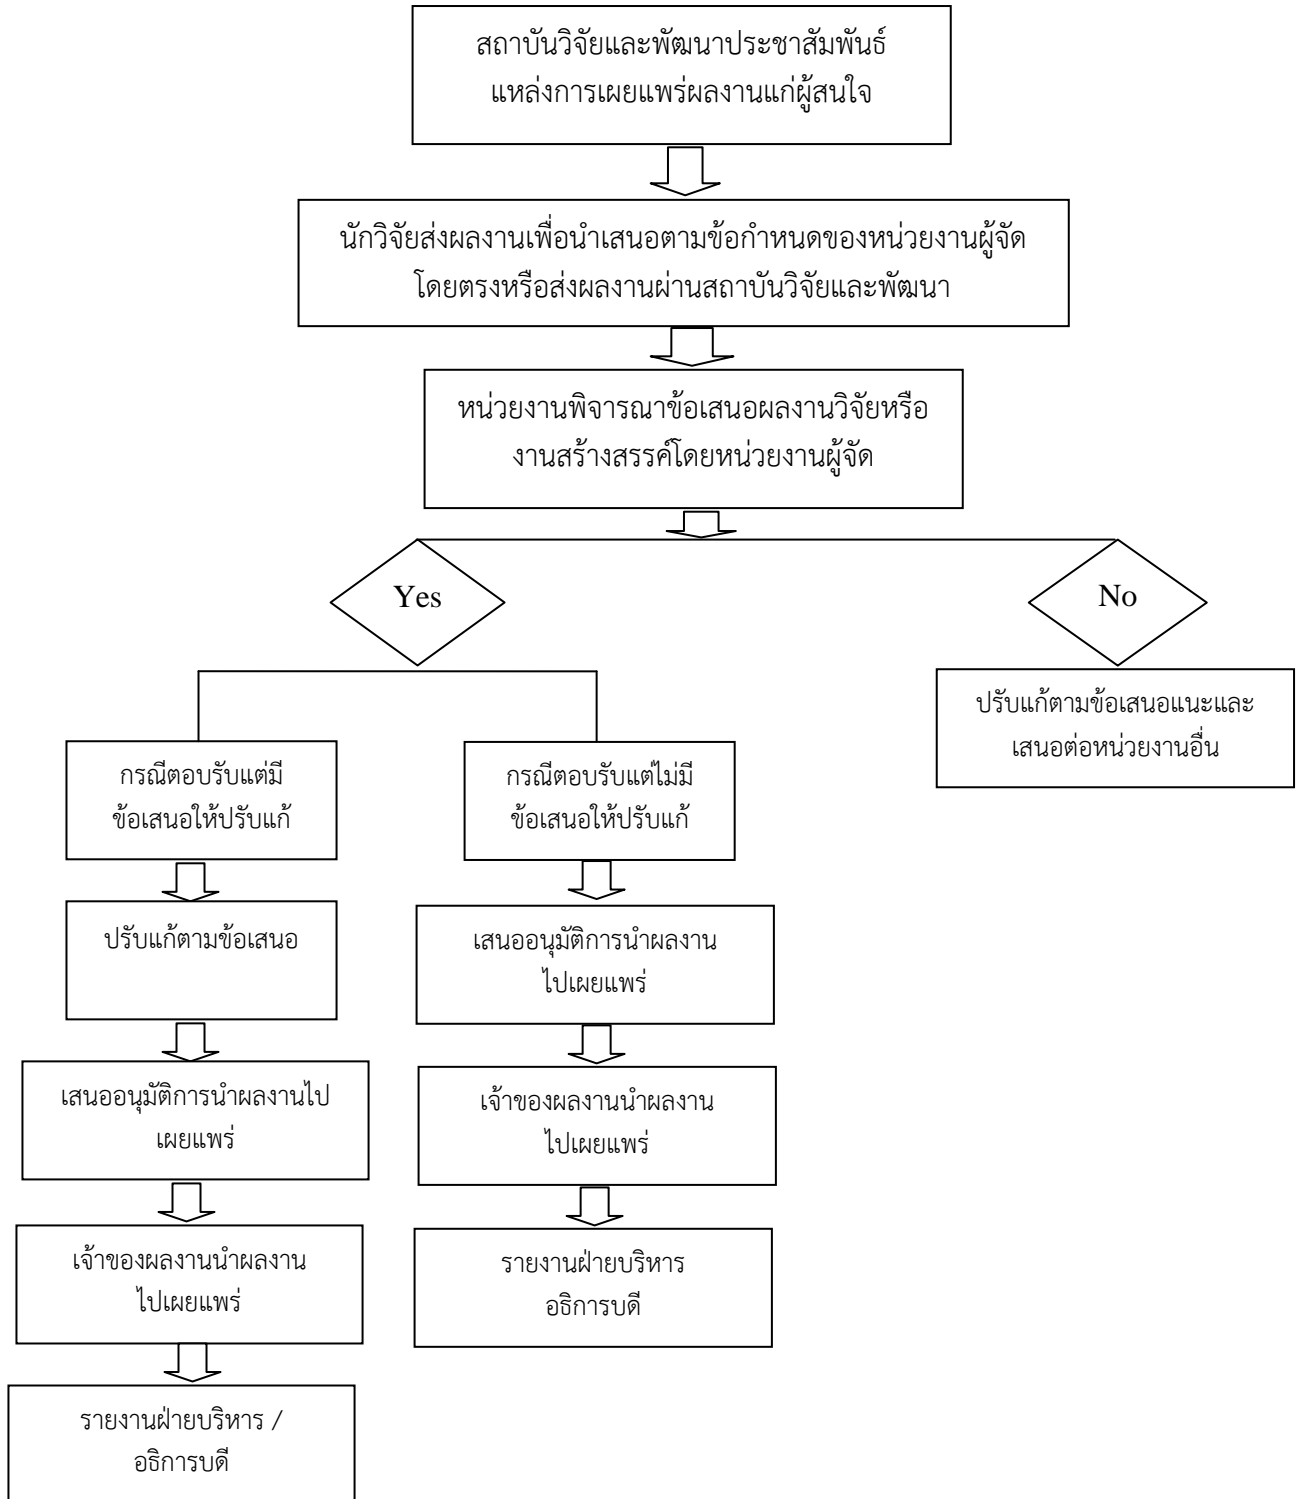 สถาบันวิจัยและพัฒนาประชาสัมพันธ์
แหล่งการเผยแพร่ผลงานแก่ผู้สนใจ
นักวิจัยส่งผลงานเพื่อนำเสนอตามข้อกำหนดของหน่วยงานผู้จัด
โดยตรงหรือส่งผลงานผ่านสถาบันวิจัยและพัฒนา
หน่วยงานพิจารณาข้อเสนอผลงานวิจัยหรือ
งานสร้างสรรค์โดยหน่วยงานผู้จัด
Yes
No
ปรับแก้ตามข้อเสนอแนะและ
เสนอต่อหน่วยงานอื่น
กรณีตอบรับแต่มี
ข้อเสนอให้ปรับแก้
ปรับแก้ตามข้อเสนอ
เสนออนุมัติการนำผลงานไป
เผยแพร่
เจ้าของผลงานนำผลงาน
ไปเผยแพร่
รายงานฝ่ายบริหาร /
อธิการบดี
กรณีตอบรับแต่ไม่มี
ข้อเสนอให้ปรับแก้
เสนออนุมัติการนำผลงาน
ไปเผยแพร่
เจ้าของผลงานนำผลงาน
ไปเผยแพร่
รายงานฝ่ายบริหาร
อธิการบดี